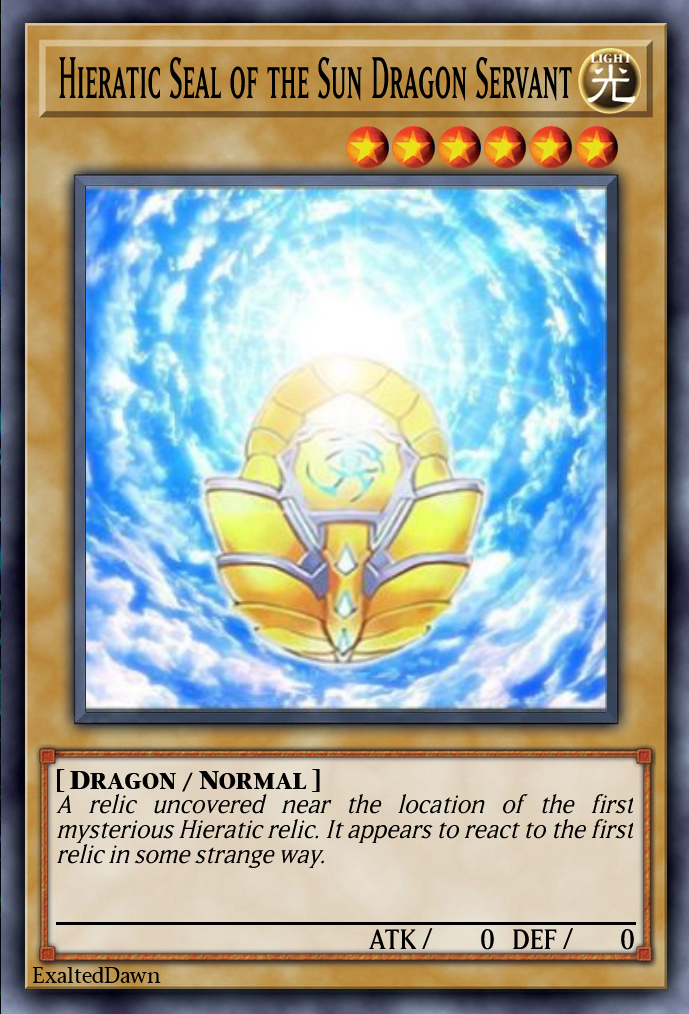 Hieratic Seal of the Sun Dragon Servant
LIGHT
光
[ Dragon / Normal ]
A relic uncovered near the location of the first
mysterious Hieratic relic. It appears to react to the first
relic in some strange way.
ATK / 0 DEF / 0
ExaltedDawn